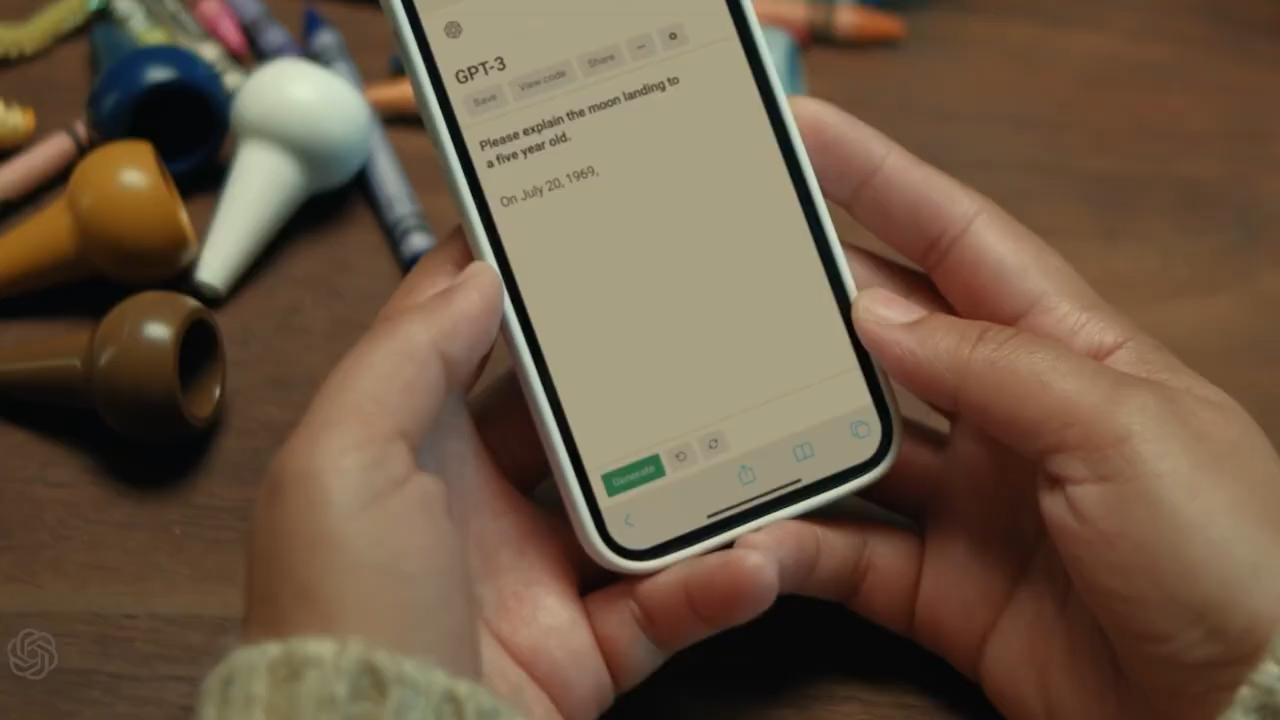 GPT-3
Save View code Share ...
Please explain the moon landing to
a five year old.
On July 20, 1969,
Generate